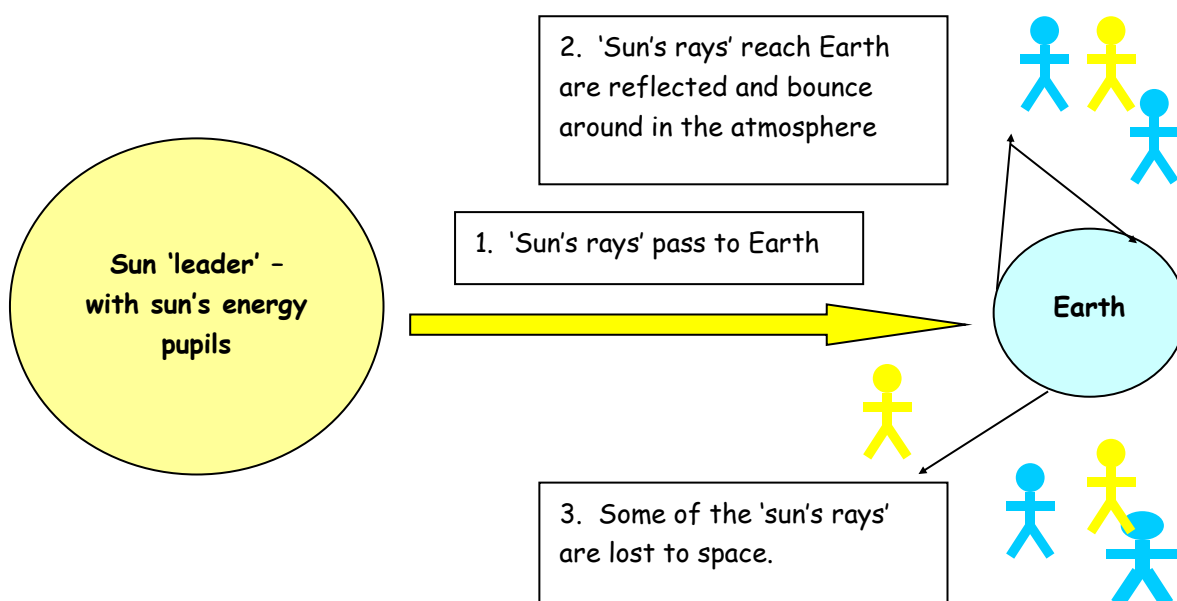 2. ‘Sun’s rays’ reach Earth
are reflected and bounce
around in the atmosphere
1. ‘Sun’s rays’ pass to Earth
Sun ‘leader’ –
with sun’s energy
pupils
Earth
3. Some of the ‘sun’s rays’
are lost to space.